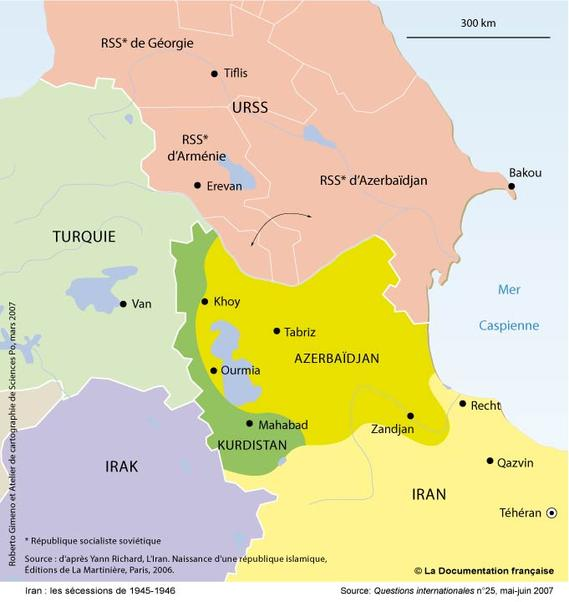 300 km
RSS* de Géorgie
Tiflis
URSS
RSS*
d'Arménie
Erevan
RSS* d'Azerbaïdjan
Bakou
TURQUIE
Van
Khoy
Mer
Caspienne
Tabriz
AZERBAÏDJAN
Ourmia
Mahabad
KURDISTAN
Zandjan
Recht
Qazvin
IRAK
IRAN
Téhéran
Roberto Gimeno et Atelier de cartographie de Sciences Po, mars 2007
* République socialiste soviétique
Source : d'après Yann Richard, L'Iran. Naissance d'une république islamique,
Éditions de La Martinière, Paris, 2006.
© La Documentation française
Iran : les sécessions de 1945-1946
Source: Questions internationales n°25, mai-juin 2007